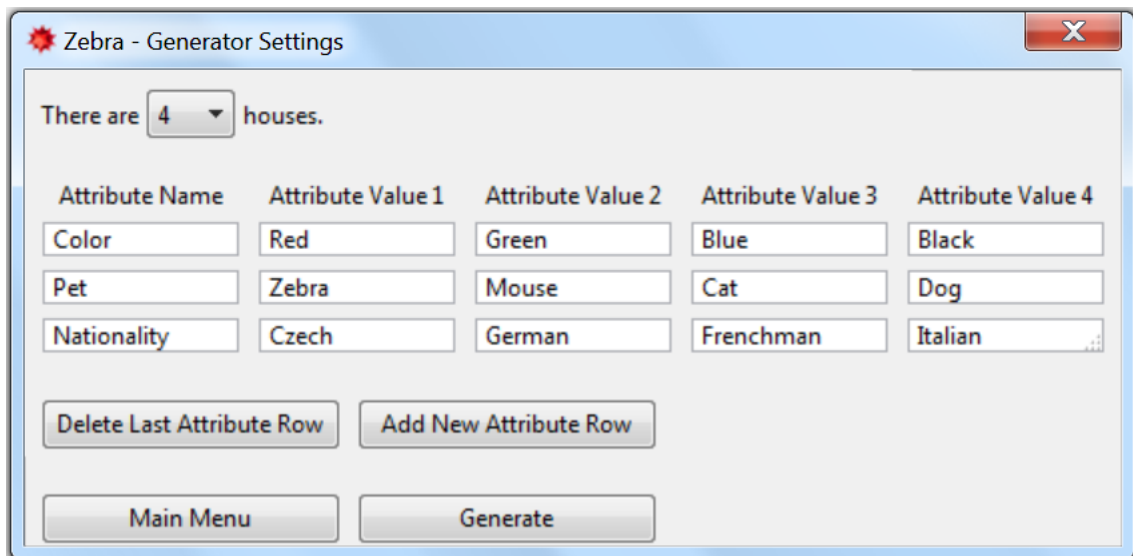 Zebra - Generator Settings
There are 4 houses.
Attribute Name Attribute Value 1 Attribute Value 2 Attribute Value 3 Attribute Value 4
Color Red Green Blue Black
Pet Zebra Mouse Cat Dog
Nationality Czech German Frenchman Italian
Delete Last Attribute Row Add New Attribute Row
Main Menu Generate